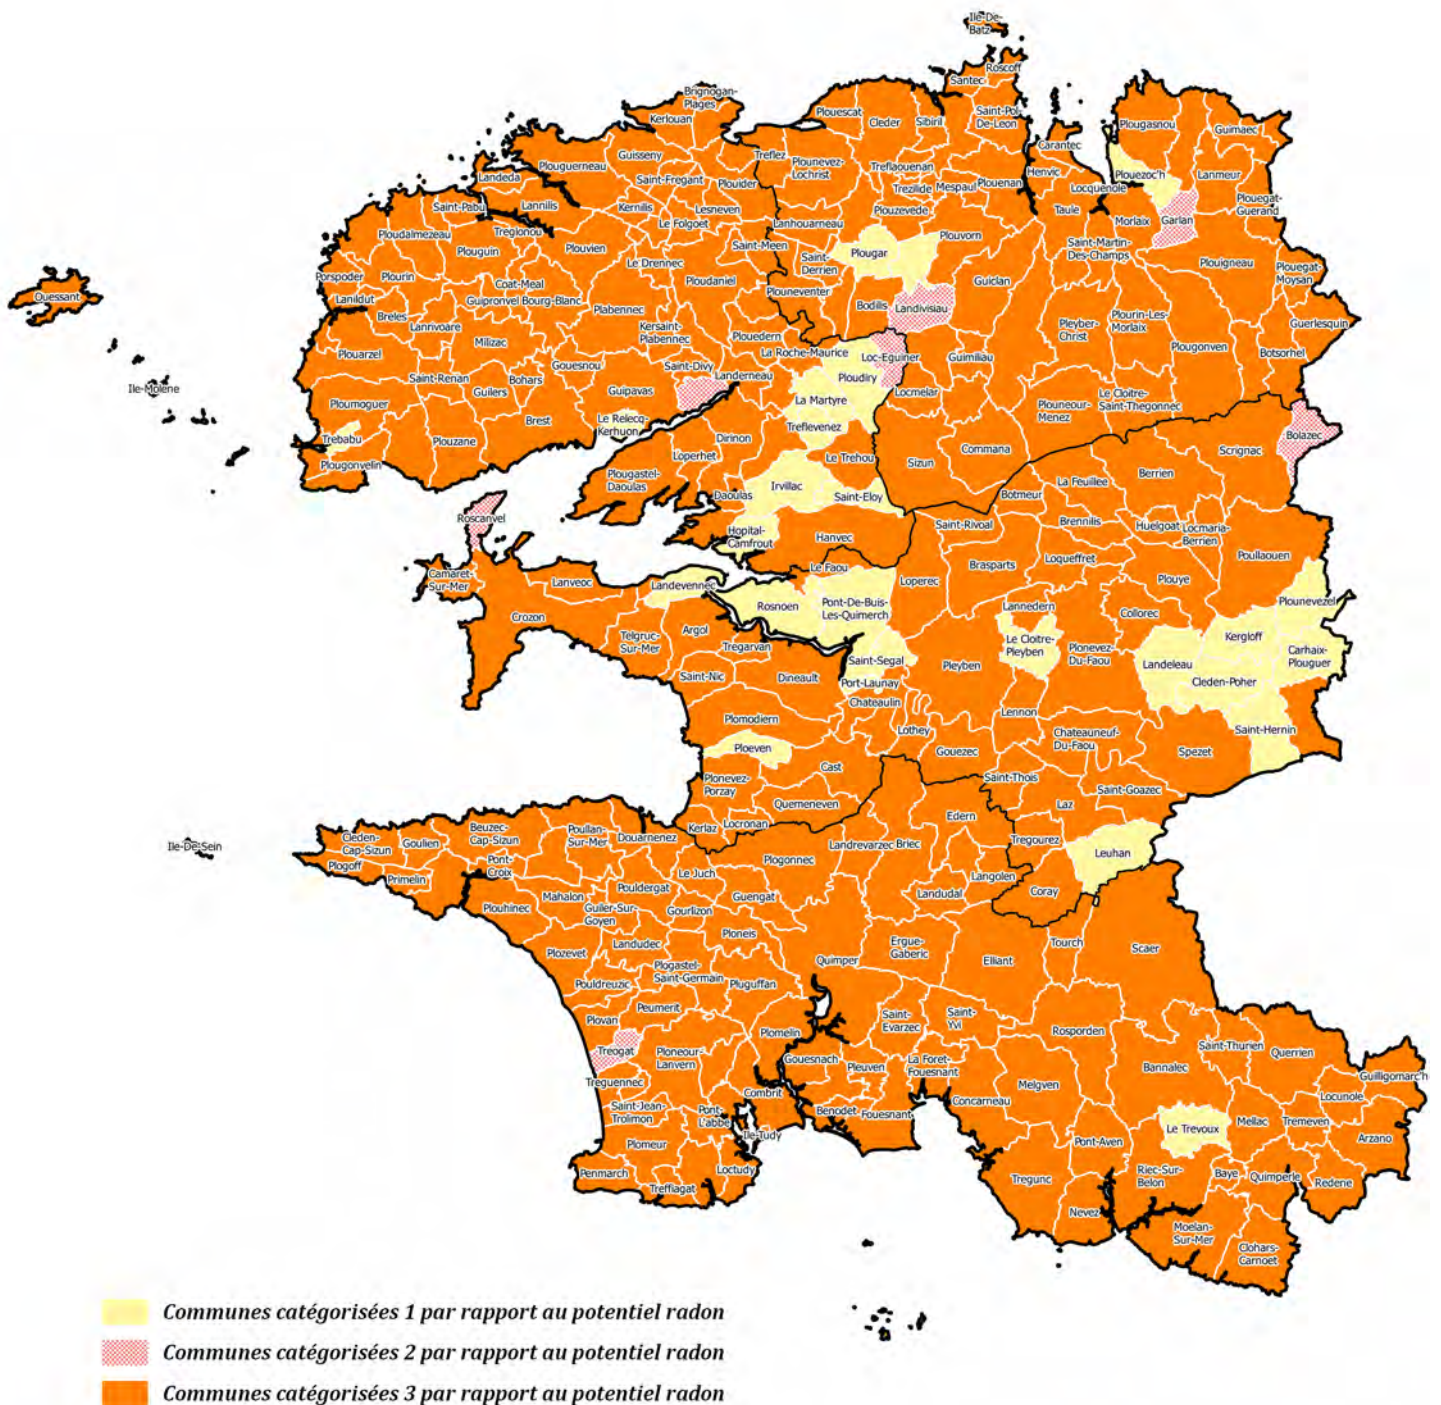 Ile-De-
Batz
Roscoff
Santec
Brignogan-
Plages
Plouescat
Cleder
Sibiril
Saint-Pol-
De-Leon
Kerlouan
Plougasnou
Guimaec
Carantec
Plouguerneau
Guisseny
Treflez
Plounevez-
Lochrist
Treflaouenan
Henvic
Plouezoc'h
Lanmeur
Landeda
Saint-Fregant
Plouider
Trezilide
Mespaul
Plouenan
Locquenole
Saint-Pabu
Lannilis
Kernilis
Lesneven
Plouzevede
Taule
Plouegat-
Guerand
Treglonou
Le Folgoet
Lanhouarneau
Morlaix
Garlan
Ploudalmezeau
Plouguin
Plouvien
Saint-Meen
Plougar
Plouvorn
Saint-Martin-
Des-Champs
Le Drennec
Saint-
Derrien
Plouigneau
Plouegat-
Moysan
Porspoder
Plourin
Coat-Meal
Ploudaniel
Plouneventer
Guiclan
Ouessant
Lanildut
Guipronvel
Bourg-Blanc
Bodilis
Landivisiau
Breles
Lanrivoare
Plabennec
Kersaint-
Plabennec
Plouedern
Pleyber-
Christ
Plourin-Les-
Morlaix
Guerlesquin
Milizac
Plouarzel
La Roche-Maurice
Loc-Eguiner
Guimiliau
Plougonven
Botsorhel
Gouesnou
Saint-Divy
Landerneau
Saint-Renan
Bohars
Ploudiry
Ile-Molene
Guilers
Guipavas
La Martyre
Locmelar
Le Cloitre-
Saint-Thegonnec
Ploumoguer
Plouneour-
Menez
Brest
Le Relecq-
Kerhuon
Treflevenez
Trebabu
Plouzane
Dirinon
Bolazec
Plougonvelin
Loperhet
Le Trehou
Sizun
Commana
Scrignac
Plougastel-
Daoulas
Berrien
Daoulas
Irvillac
Saint-Eloy
Botmeur
La Feuillee
Roscanvel
Saint-Rivoal
Brennilis
Huelgoat
Locmaria-
Berrien
Hopital-
Camfrout
Hanvec
Poullaouen
Camaret-
Sur-Mer
Lanveoc
Landevennec
Le Faou
Loperec
Brasparts
Loqueffret
Plouye
Crozon
Rosnoen
Pont-De-Buis-
Les-Quimerch
Lannedern
Collorec
Plounevezel
Telgruc-
Sur-Mer
Argol
Tregarvan
Le Cloitre-
Pleyben
Plonevez-
Du-Faou
Kergloff
Carhaix-
Plouguer
Saint-Segal
Pleyben
Landeleau
Saint-Nic
Dineault
Port-Launay
Cleden-Poher
Chateaulin
Lennon
Plomodiern
Lothey
Chateauneuf-
Du-Faou
Saint-Hernin
Ploeven
Gouezec
Spezet
Cast
Plonevez-
Porzay
Saint-Thois
Saint-Goazec
Quemeneven
Laz
Kerlaz
Locronan
Edern
Ile-De-Sein
Cleden-
Cap-Sizun
Goulien
Beuzec-
Cap-Sizun
Poullan-
Sur-Mer
Douarnenez
Landrevarzec
Briec
Tregourez
Leuhan
Plogoff
Pont-
Croix
Plogonnec
Primelin
Le Juch
Langolen
Mahalon
Pouldergat
Guengat
Landudal
Coray
Plouhinec
Guiler-Sur-
Goyen
Gourlizon
Ploneis
Landudec
Ergue-
Gaberic
Tourch
Scaer
Plozevet
Quimper
Elliant
Plogastel-
Saint-Germain
Pluguffan
Pouldreuzic
Peumerit
Plovan
Saint-
Evarzec
Saint-
Yvi
Plomelin
Rosporden
Treogat
Ploneour-
Lanvern
Gouesnach
Pleuven
La Foret-
Fouesnant
Saint-Thurien
Querrien
Bannalec
Treguennec
Melgven
Guilligomarc'h
Combrit
Concarneau
Locunole
Saint-Jean-
Trolimon
Pont-
L'abbe
Benodet
Fouesnant
Le Trevoux
Mellac
Tremeven
Ile-Tudy
Arzano
Plomeur
Pont-Aven
Penmarch
Loctudy
Riec-Sur-
Belon
Baye
Quimperle
Redene
Treffiagat
Tregunc
Nevez
Moelan-
Sur-Mer
Clohars-
Carnoet
Communes catégorisées 1 par rapport au potentiel radon
Communes catégorisées 2 par rapport au potentiel radon
Communes catégorisées 3 par rapport au potentiel radon